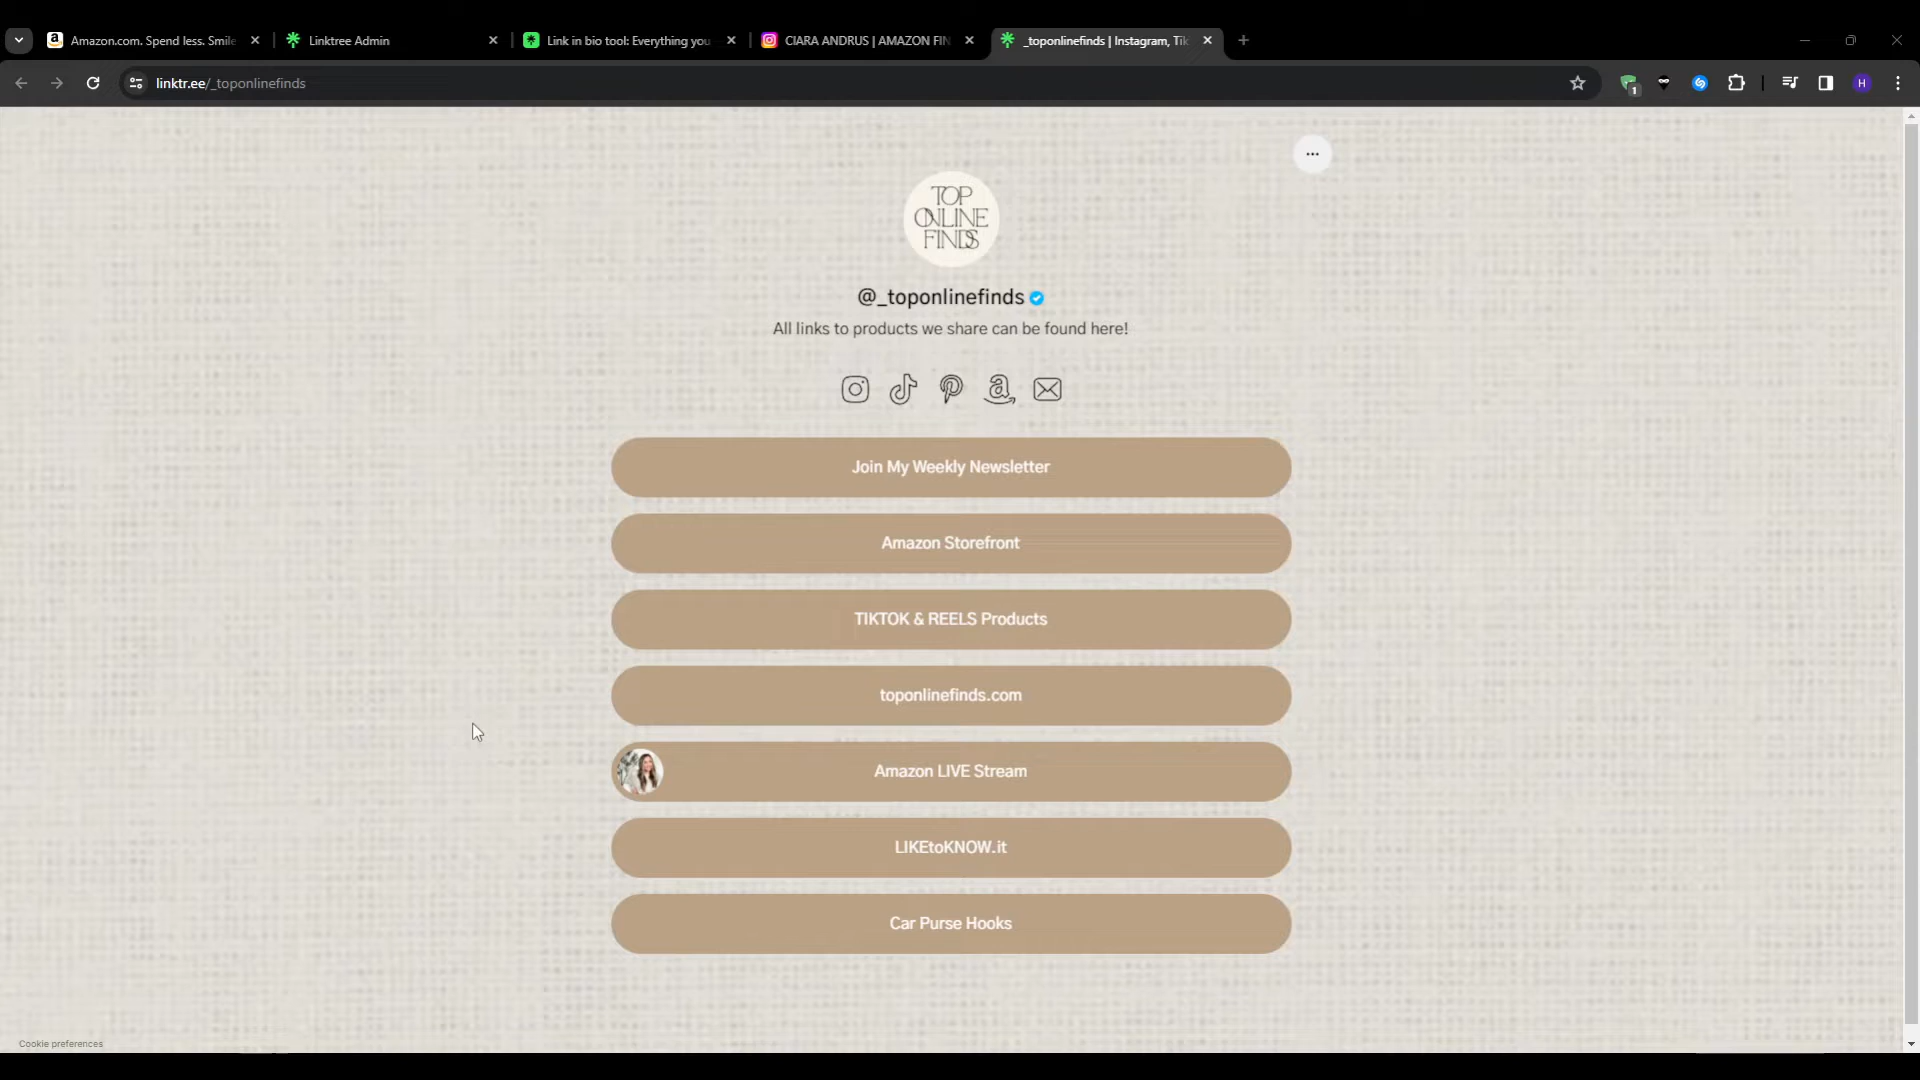 Amazon.com. Spend less. Smile
Linktree Admin
Link in bio tool: Everything you
CIARA ANDRUS | AMAZON FIN
_toponlinefinds | Instagram, Tik
linktr.ee/_toponlinefinds
1
H
TOP
ONLINE
FINDS
@_toponlinefinds
All links to products we share can be found here!
Join My Weekly Newsletter
Amazon Storefront
TIKTOK & REELS Products
toponlinefinds.com
Amazon LIVE Stream
LIKEtoKNOW.it
Car Purse Hooks
Cookie preferences